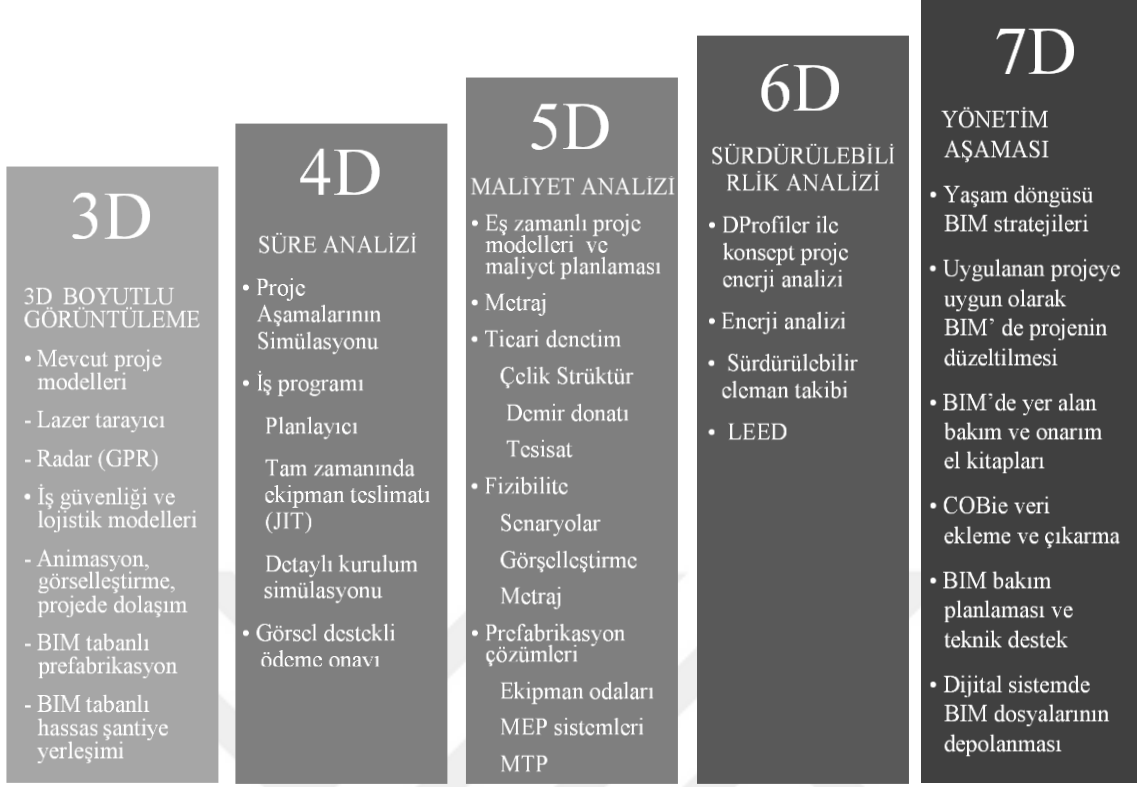 3D
3D BOYUTLU
GÖRÜNTÜLEME
• Mevcut proje
modelleri
- Lazer tarayıcı
- Radar (GPR)
• İş güvenliği ve
lojistik modelleri
- Animasyon,
görselleştirme,
projede dolaşım
- BIM tabanlı
prefabrikasyon
- BIM tabanlı
hassas şantiye
yerleşimi
4D
SÜRE ANALİZİ
• Proje
Aşamalarının
Simülasyonu
• İş programı
Planlayıcı
Tam zamanında
ekipman teslimatı
(JIT)
Detaylı kurulum
simülasyonu
• Görsel destekli
ödeme onayı
5D
MALİYET ANALİZİ
• Eş zamanlı proje
modelleri ve
maliyet planlaması
• Metraj
• Ticari denetim
Çelik Strüktür
Demir donatı
Tesisat
• Fizibilite
Senaryolar
Görşelleştirme
Metraj
• Prefabrikasyon
çözümleri
Ekipman odaları
MEP sistemleri
MTP
6D
SÜRDÜRÜLEBİLİ
RLİK ANALİZİ
• DProfiler ile
konsept proje
enerji analizi
• Enerji analizi
• Sürdürülebilir
eleman takibi
• LEED
7D
YÖNETİM
AŞAMASI
• Yaşam döngüsü
BIM stratejileri
• Uygulanan projeye
uygun olarak
BIM' de projenin
düzeltilmesi
• BIM'de yer alan
bakım ve onarım
el kitapları
• COBie veri
ekleme ve çıkarma
• BIM bakım
planlaması ve
teknik destek
• Dijital sistemde
BIM dosyalarının
depolanması